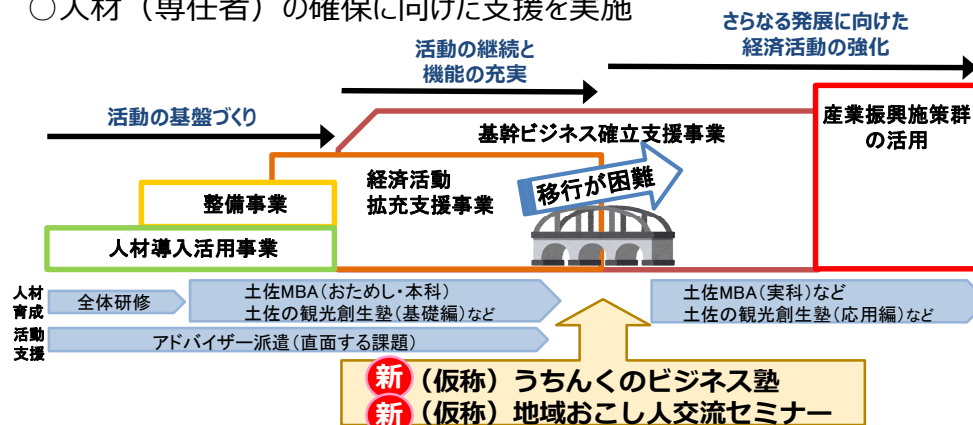 ○人材（専任者）の確保に向けた支援を実施
さらなる発展に向けた
経済活動の強化
活動の継続と
機能の充実
活動の基盤づくり
産業振興施策群
の活用
基幹ビジネス確立支援事業
経済活動
拡充支援事業
移行が困難
整備事業
人材導入活用事業
人材
育成
全体研修
土佐MBA（おためし・本科）
土佐の観光創生塾（基礎編）など
土佐MBA（実科）など
土佐の観光創生塾（応用編）など
活動
支援
アドバイザー派遣（直面する課題）
新 （仮称）うちんくのビジネス塾
新 （仮称）地域おこし人交流セミナー